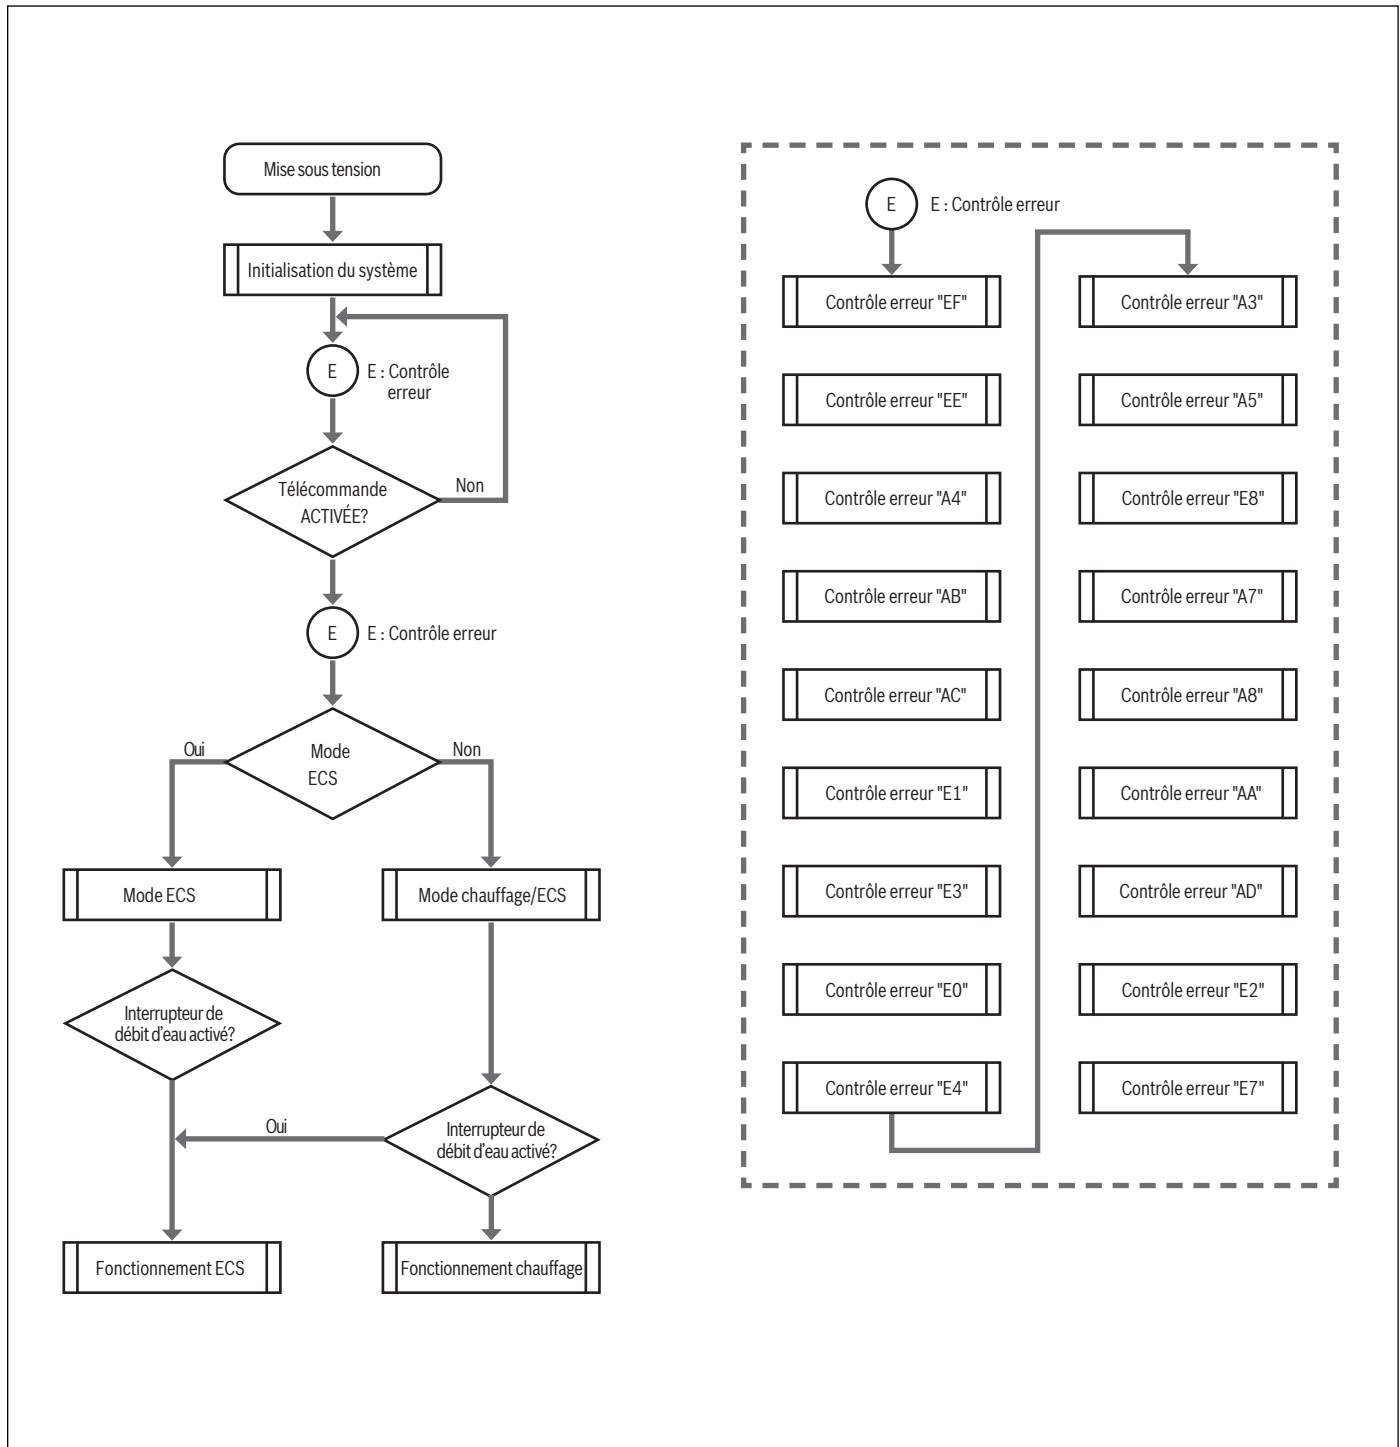 Mise sous tension
Initialisation du système
E
E : Contrôle
erreur
Télécommande
ACTIVÉE?
Non
E
E : Contrôle erreur
Oui
Mode
ECS
Non
Mode ECS
Mode chauffage/ECS
Interrupteur de
débit d'eau activé?
Oui
Interrupteur de
débit d'eau activé?
Fonctionnement ECS
Fonctionnement chauffage
E
E : Contrôle erreur
Contrôle erreur "EF"
Contrôle erreur "EE"
Contrôle erreur "A4"
Contrôle erreur "AB"
Contrôle erreur "AC"
Contrôle erreur "E1"
Contrôle erreur "E3"
Contrôle erreur "E0"
Contrôle erreur "E4"
Contrôle erreur "A3"
Contrôle erreur "A5"
Contrôle erreur "E8"
Contrôle erreur "A7"
Contrôle erreur "A8"
Contrôle erreur "AA"
Contrôle erreur "AD"
Contrôle erreur "E2"
Contrôle erreur "E7"